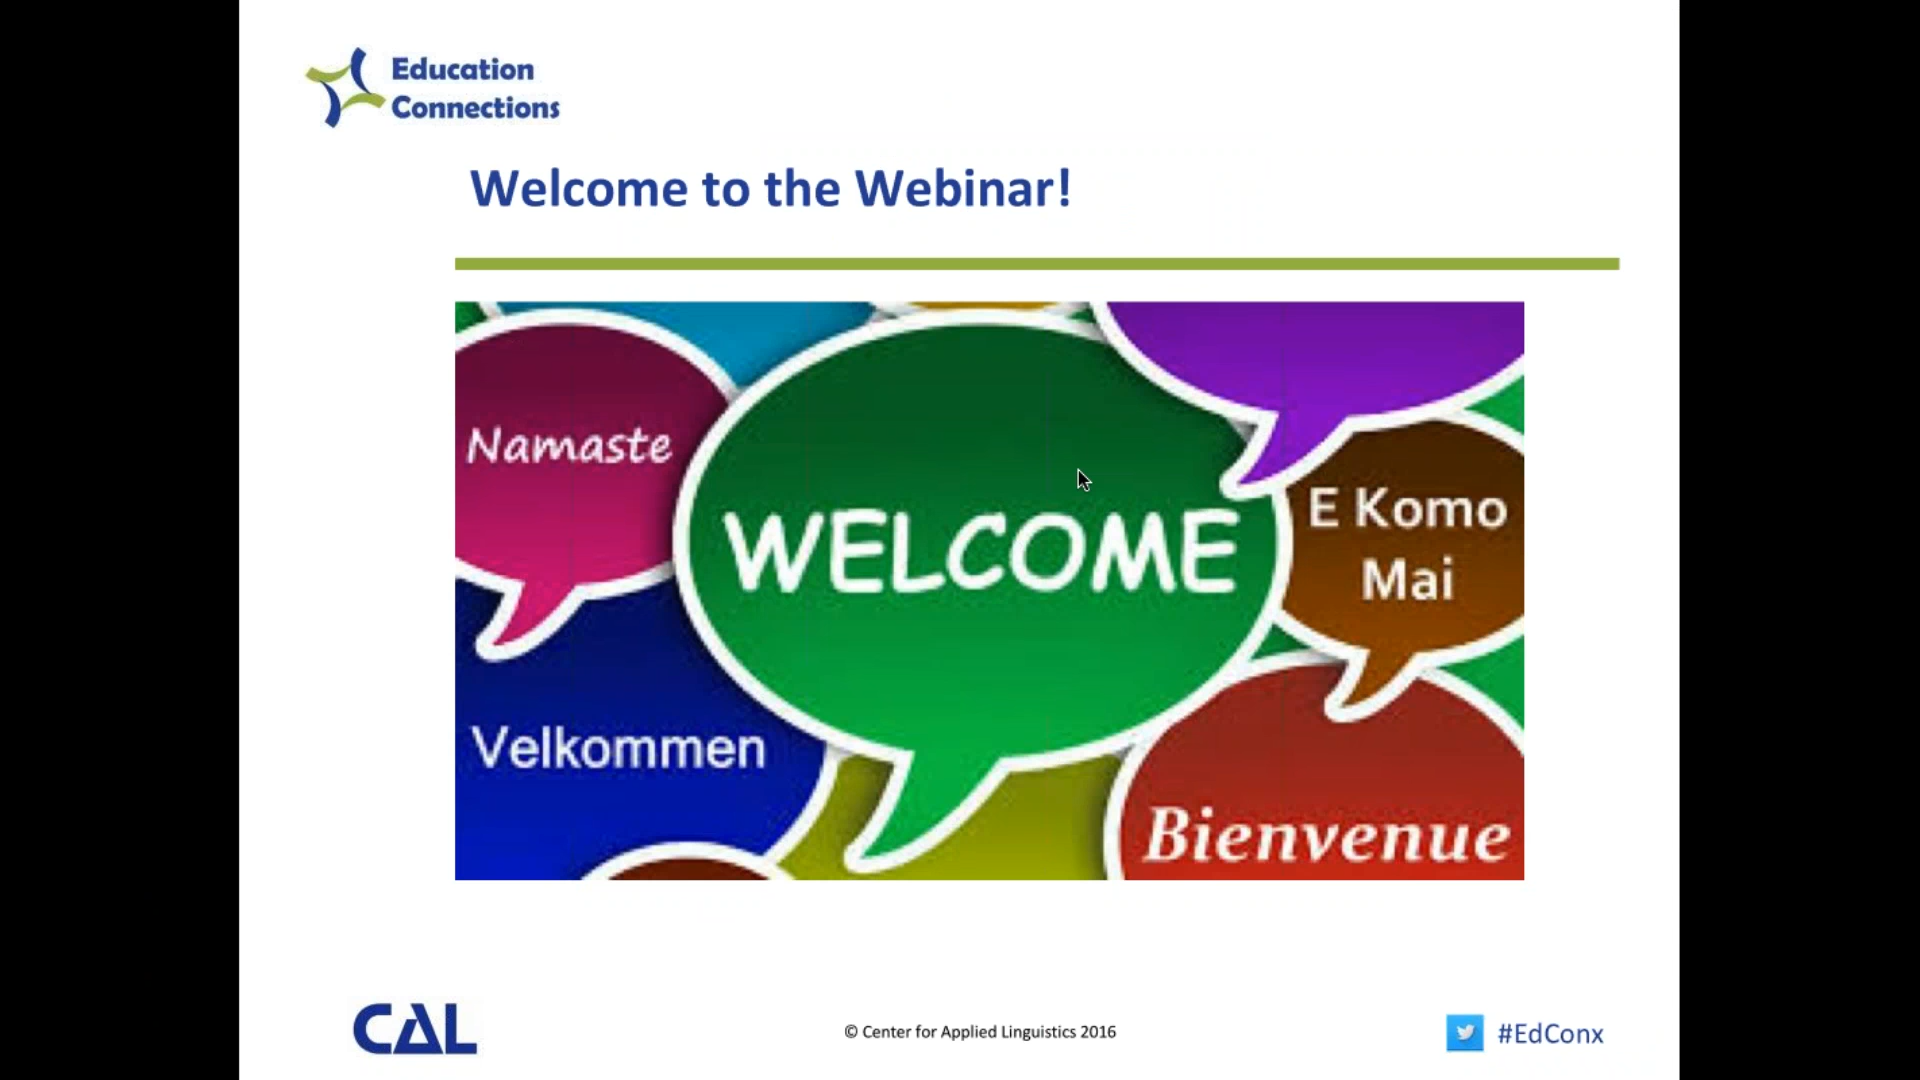 Education
Connections
Welcome to the Webinar!
Namaste
WELCOME
E Komo
Mai
Velkommen
Bienvenue
CAL
© Center for Applied Linguistics 2016
#EdConx